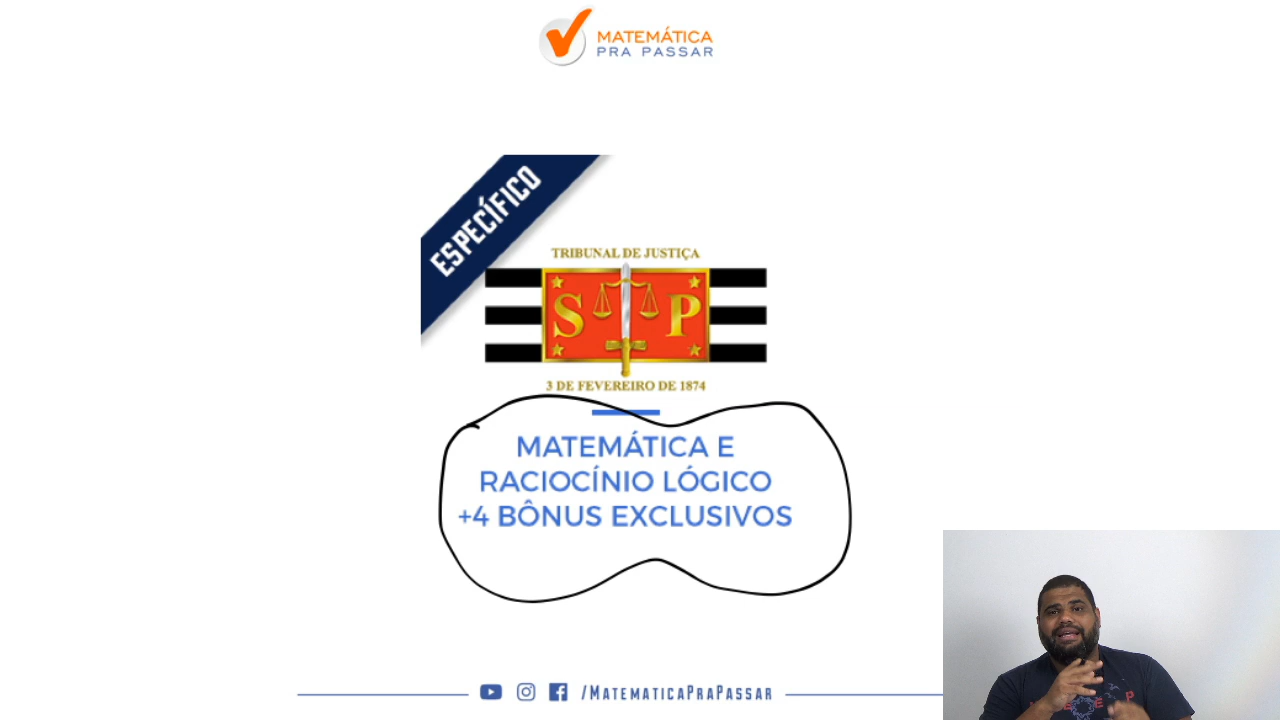 MATEMÁTICA
PRA PASSAR
ESPECÍFICO
TRIBUNAL DE JUSTIÇA
S P
3 DE FEVEREIRO DE 1874
MATEMÁTICA E
RACIOCÍNIO LÓGICO
+4 BÔNUS EXCLUSIVOS
/MATEMATICAPRAPASSAR